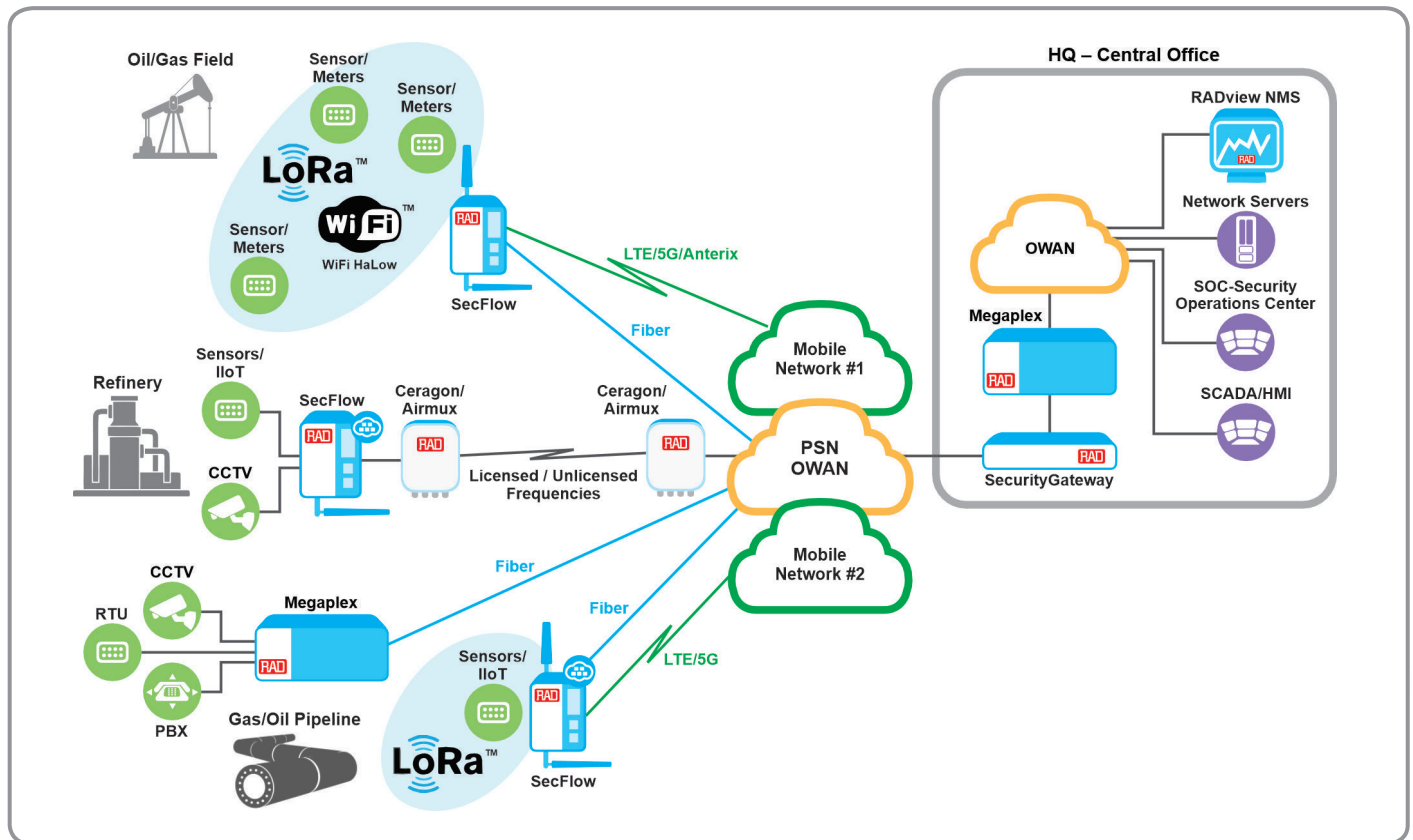 Oil/Gas Field
Sensor/
Meters
Sensor/
Meters
LoRa™
WiFi™
WiFi HaLow
Sensor/
Meters
RAD
SecFlow
LTE/5G/Anterix
Fiber
HQ – Central Office
RADview NMS
RAD
Network Servers
OWAN
SOC-Security
Operations Center
Megaplex
RAD
SCADA/HMI
RAD
SecurityGateway
Mobile
Network #1
PSN
OWAN
Mobile
Network #2
Refinery
Sensors/
IIoT
CCTV
SecFlow
RAD
Ceragon/
Airmux
RAD
Licensed / Unlicensed
Frequencies
Ceragon/
Airmux
RAD
CCTV
RTU
PBX
Megaplex
RAD
Fiber
Gas/Oil Pipeline
Sensors/
IIoT
LoRa™
RAD
SecFlow
Fiber
LTE/5G